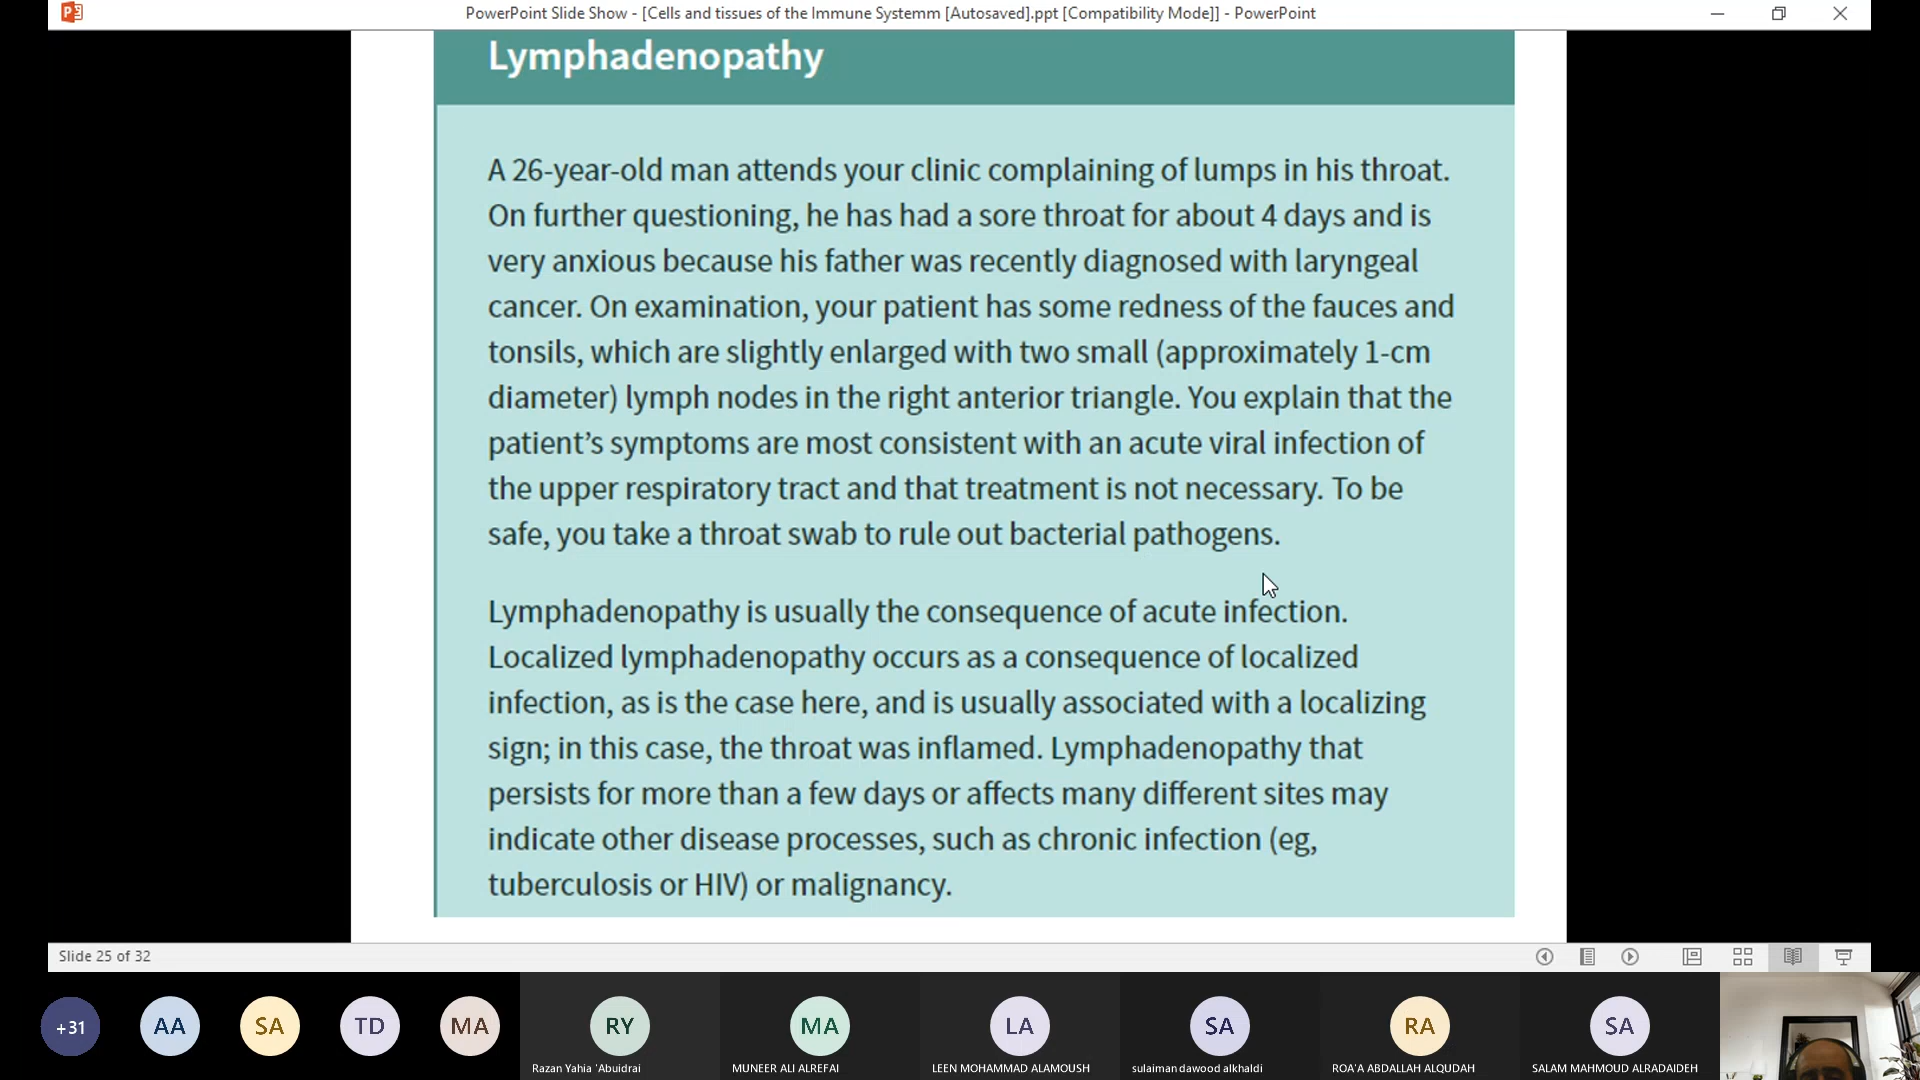 PowerPoint Slide Show - [Cells and tissues of the Immune Systemm [Autosaved].ppt [Compatibility Mode]] - PowerPoint
Lymphadenopathy
A 26-year-old man attends your clinic complaining of lumps in his throat.
On further questioning, he has had a sore throat for about 4 days and is
very anxious because his father was recently diagnosed with laryngeal
cancer. On examination, your patient has some redness of the fauces and
tonsils, which are slightly enlarged with two small (approximately 1-cm
diameter) lymph nodes in the right anterior triangle. You explain that the
patient’s symptoms are most consistent with an acute viral infection of
the upper respiratory tract and that treatment is not necessary. To be
safe, you take a throat swab to rule out bacterial pathogens.
Lymphadenopathy is usually the consequence of acute infection.
Localized lymphadenopathy occurs as a consequence of localized
infection, as is the case here, and is usually associated with a localizing
sign; in this case, the throat was inflamed. Lymphadenopathy that
persists for more than a few days or affects many different sites may
indicate other disease processes, such as chronic infection (eg,
tuberculosis or HIV) or malignancy.
Slide 25 of 32
+31
AA
SA
TD
MA
RY
MA
LA
SA
RA
SA
Razan Yahia 'Abuidrai
MUNEER ALI ALREFAI
LEEN MOHAMMAD ALAMOUSH
sulaiman dawood alkhaldi
ROA'A ABDALLAH ALQUDAH
SALAM MAHMOUD ALRADAIDEH